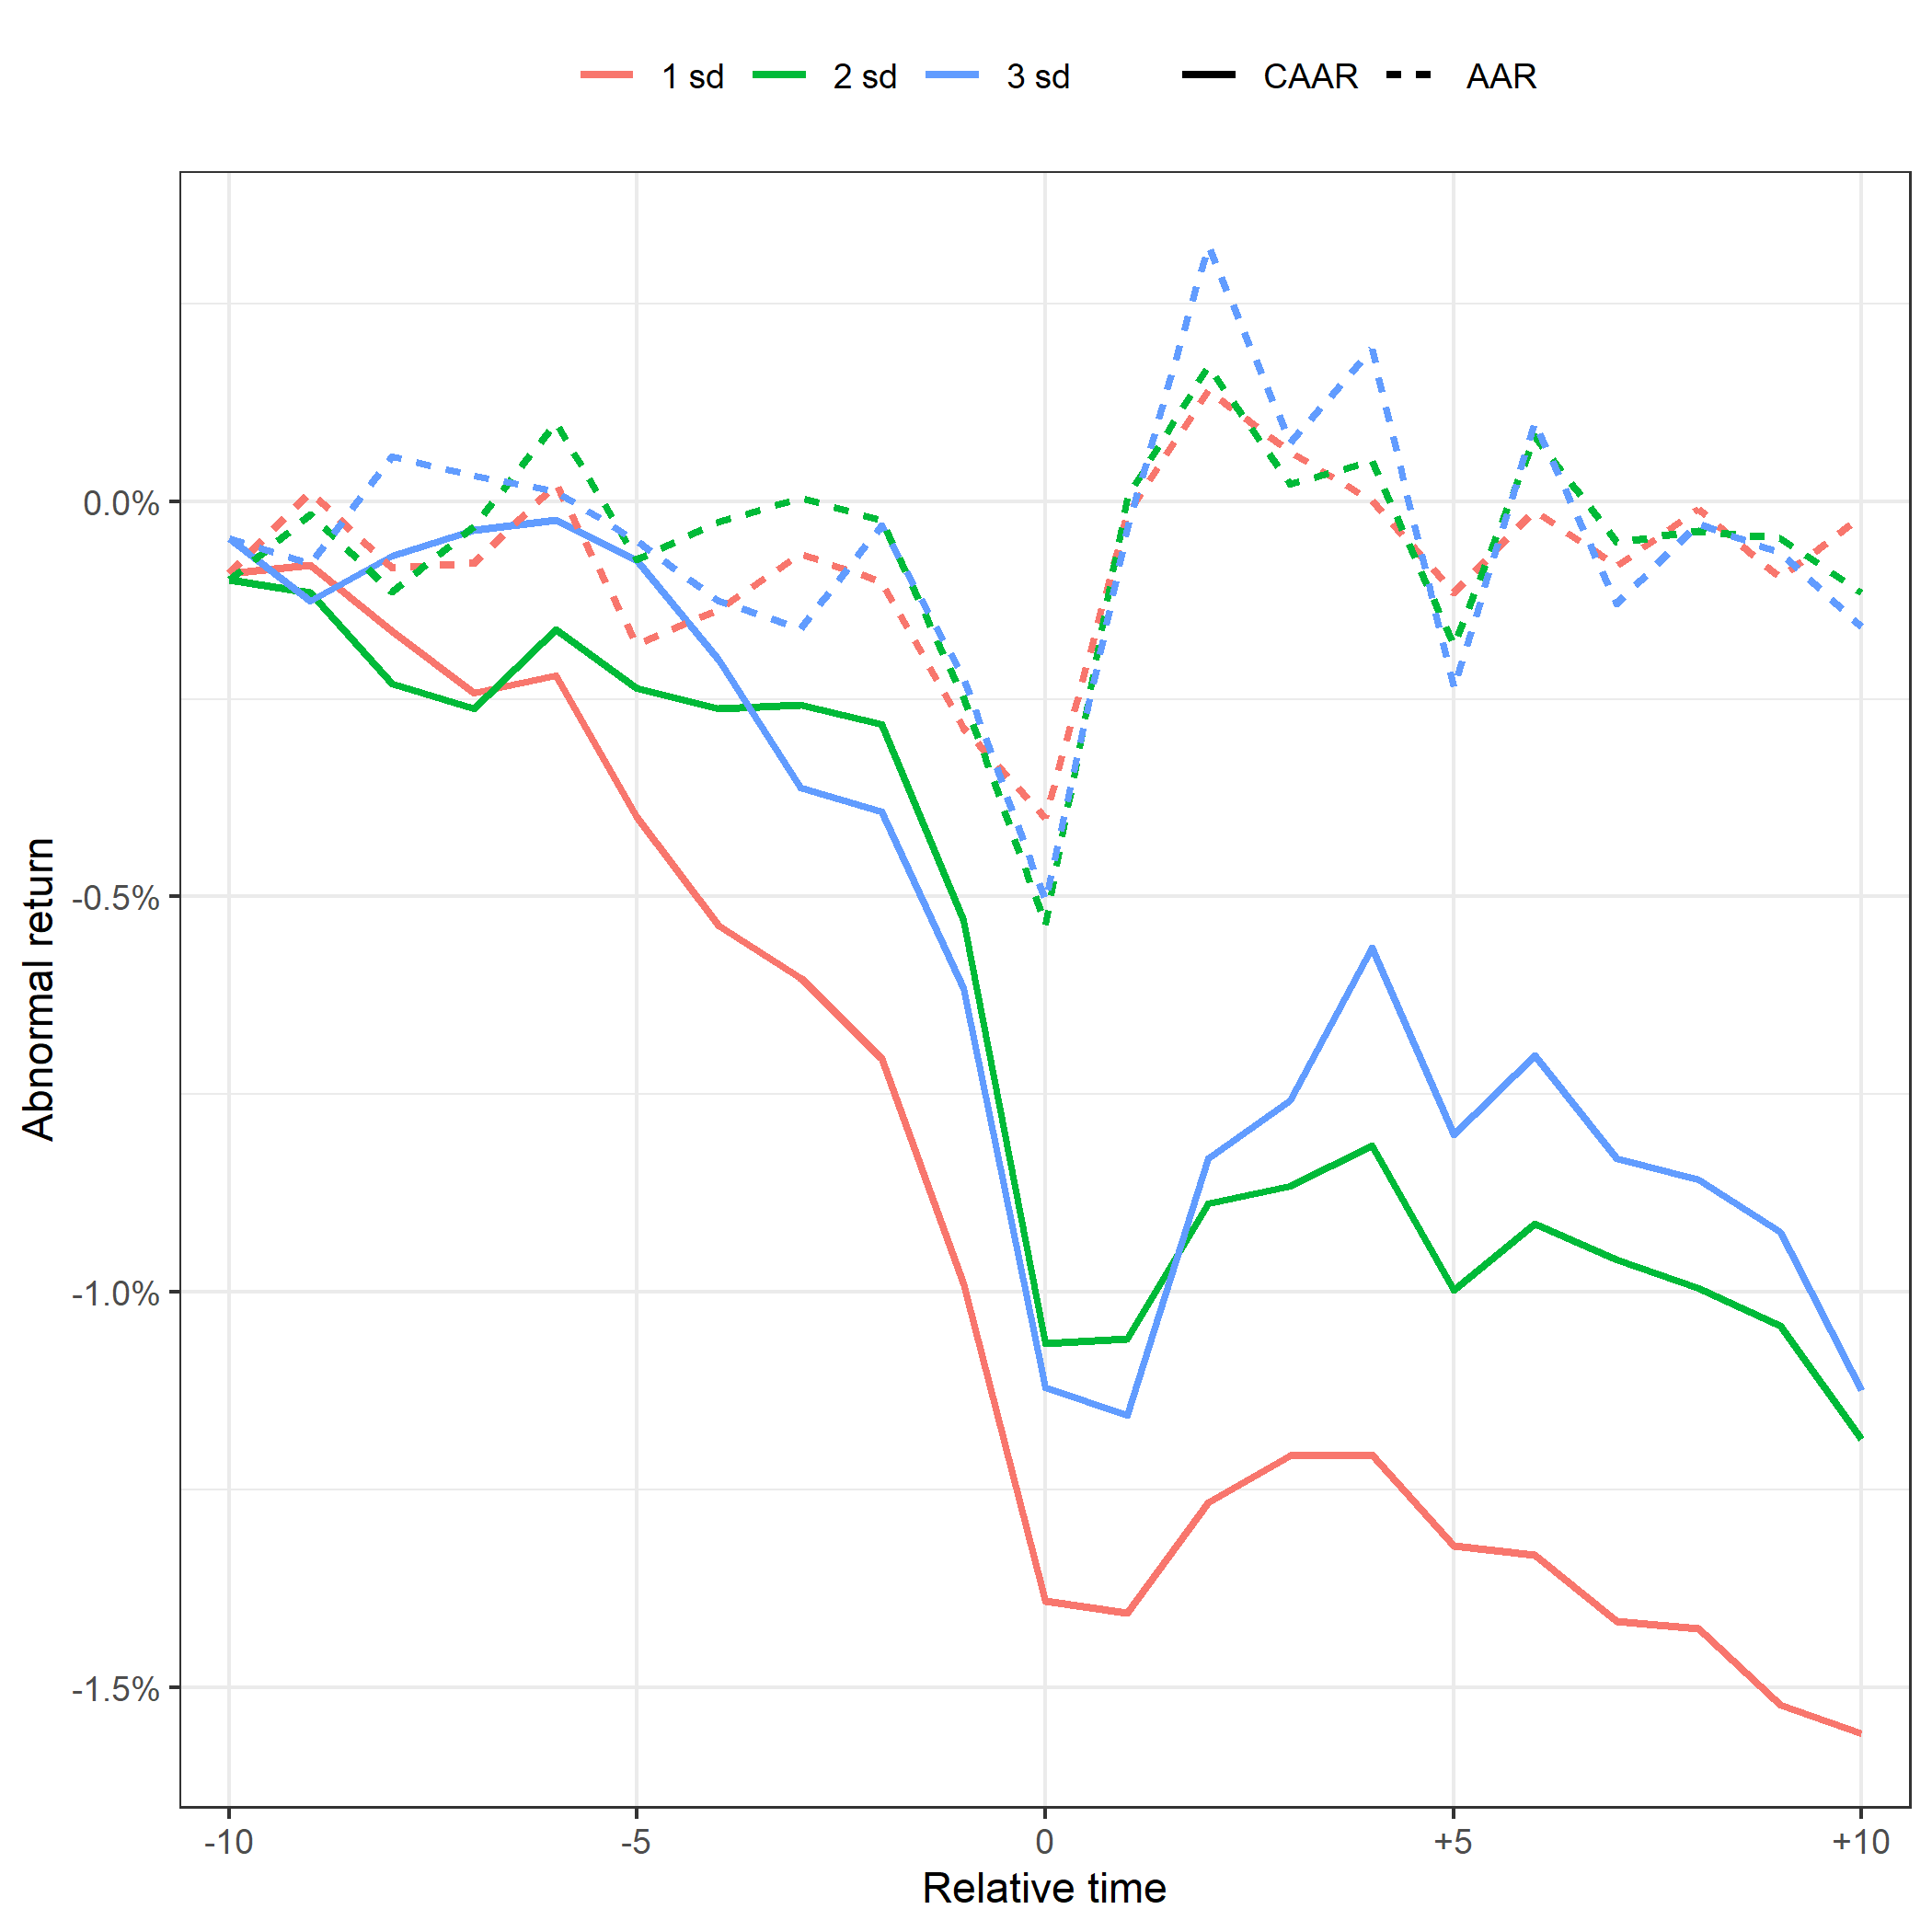 1 sd 2 sd 3 sd CAAR AAR
Abnormal return
0.0%
-0.5%
-1.0%
-1.5%
-10 -5 0 +5 +10
Relative time